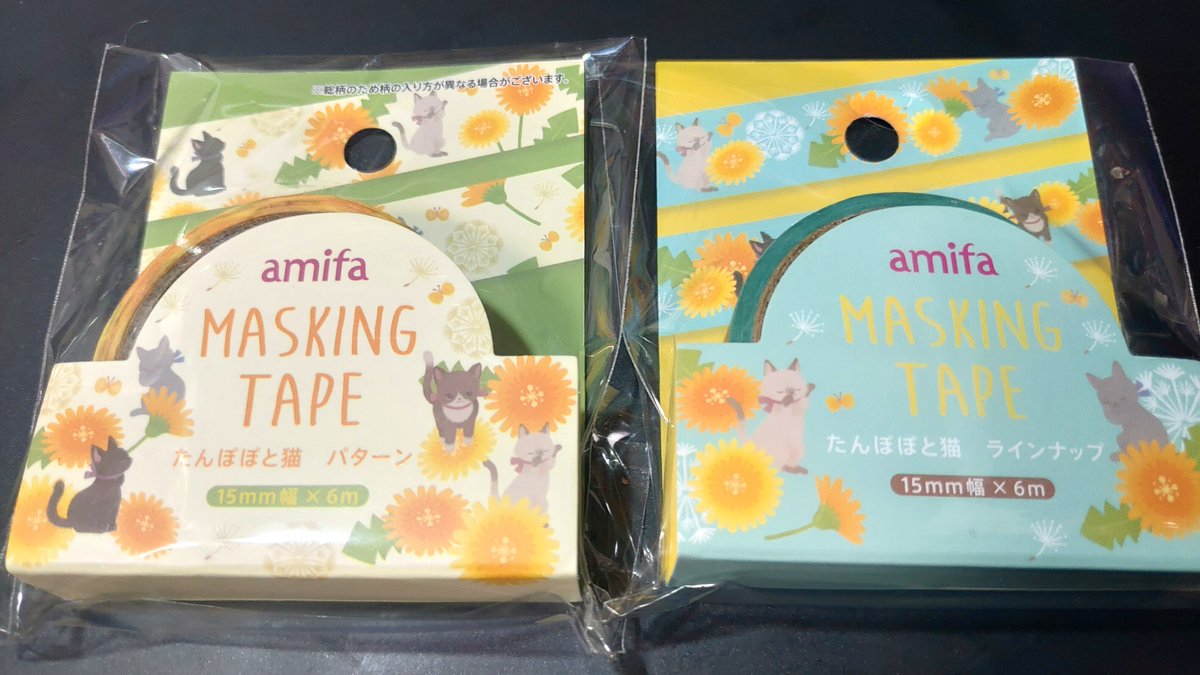 ※総柄のため柄の入り方が異なる場合がございます。
amifa
MASKING
TAPE
たんぽぽと猫 パターン
15mm幅×6m
amifa
MASKING
TAPE
たんぽぽと猫 ラインナップ
15mm幅×6m